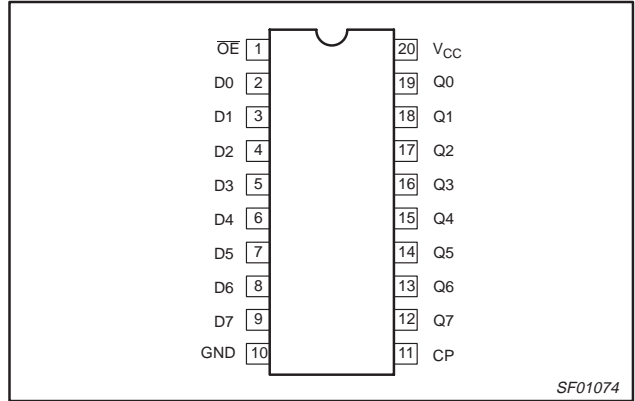 OE 1 20 VCC
D0 2 19 Q0
D1 3 18 Q1
D2 4 17 Q2
D3 5 16 Q3
D4 6 15 Q4
D5 7 14 Q5
D6 8 13 Q6
D7 9 12 Q7
GND 10 11 CP
SF01074